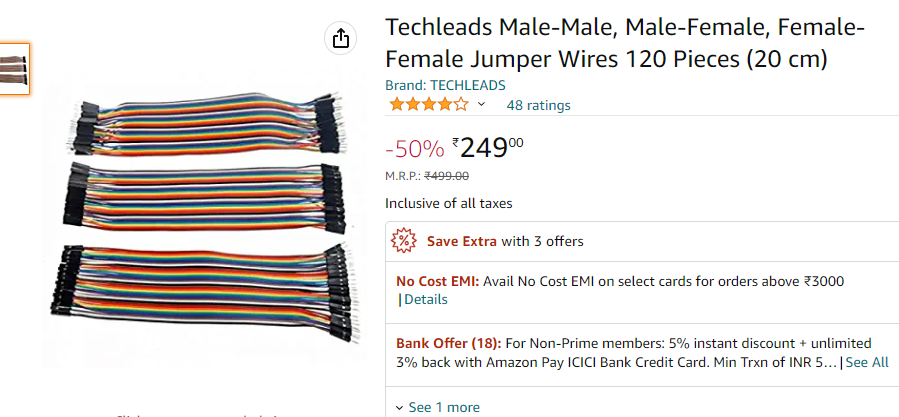 Techleads Male-Male, Male-Female, Female-
Female Jumper Wires 120 Pieces (20 cm)
Brand: TECHLEADS
48 ratings
-50% ₹24900
M.R.P.: ₹499.00
Inclusive of all taxes
Save Extra with 3 offers
No Cost EMI: Avail No Cost EMI on select cards for orders above ₹3000
|Details
Bank Offer (18): For Non-Prime members: 5% instant discount + unlimited
3% back with Amazon Pay ICICI Bank Credit Card. Min Trxn of INR 5...|See All
See 1 more